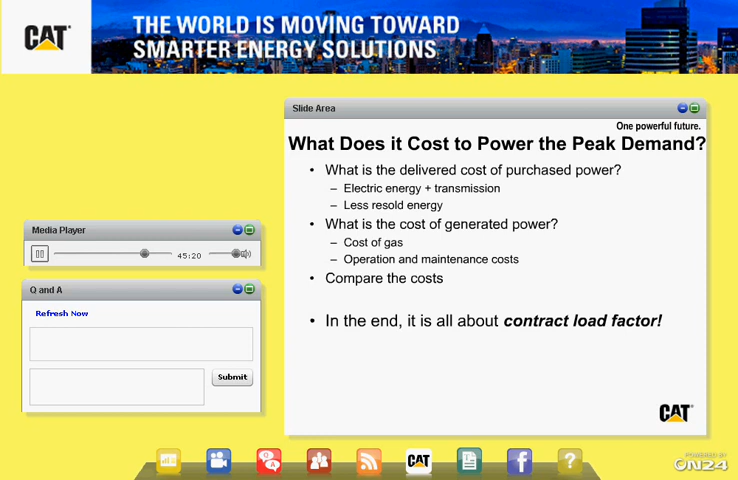 CAT
THE WORLD IS MOVING TOWARD
SMARTER ENERGY SOLUTIONS
Slide Area
One powerful future.
What Does it Cost to Power the Peak Demand?
• What is the delivered cost of purchased power?
– Electric energy + transmission
– Less resold energy
• What is the cost of generated power?
– Cost of gas
– Operation and maintenance costs
• Compare the costs
• In the end, it is all about contract load factor!
CAT
Media Player
45:20
Q and A
Refresh Now
Submit
Q
A
CAT
f
?
POWERED BY
ON24